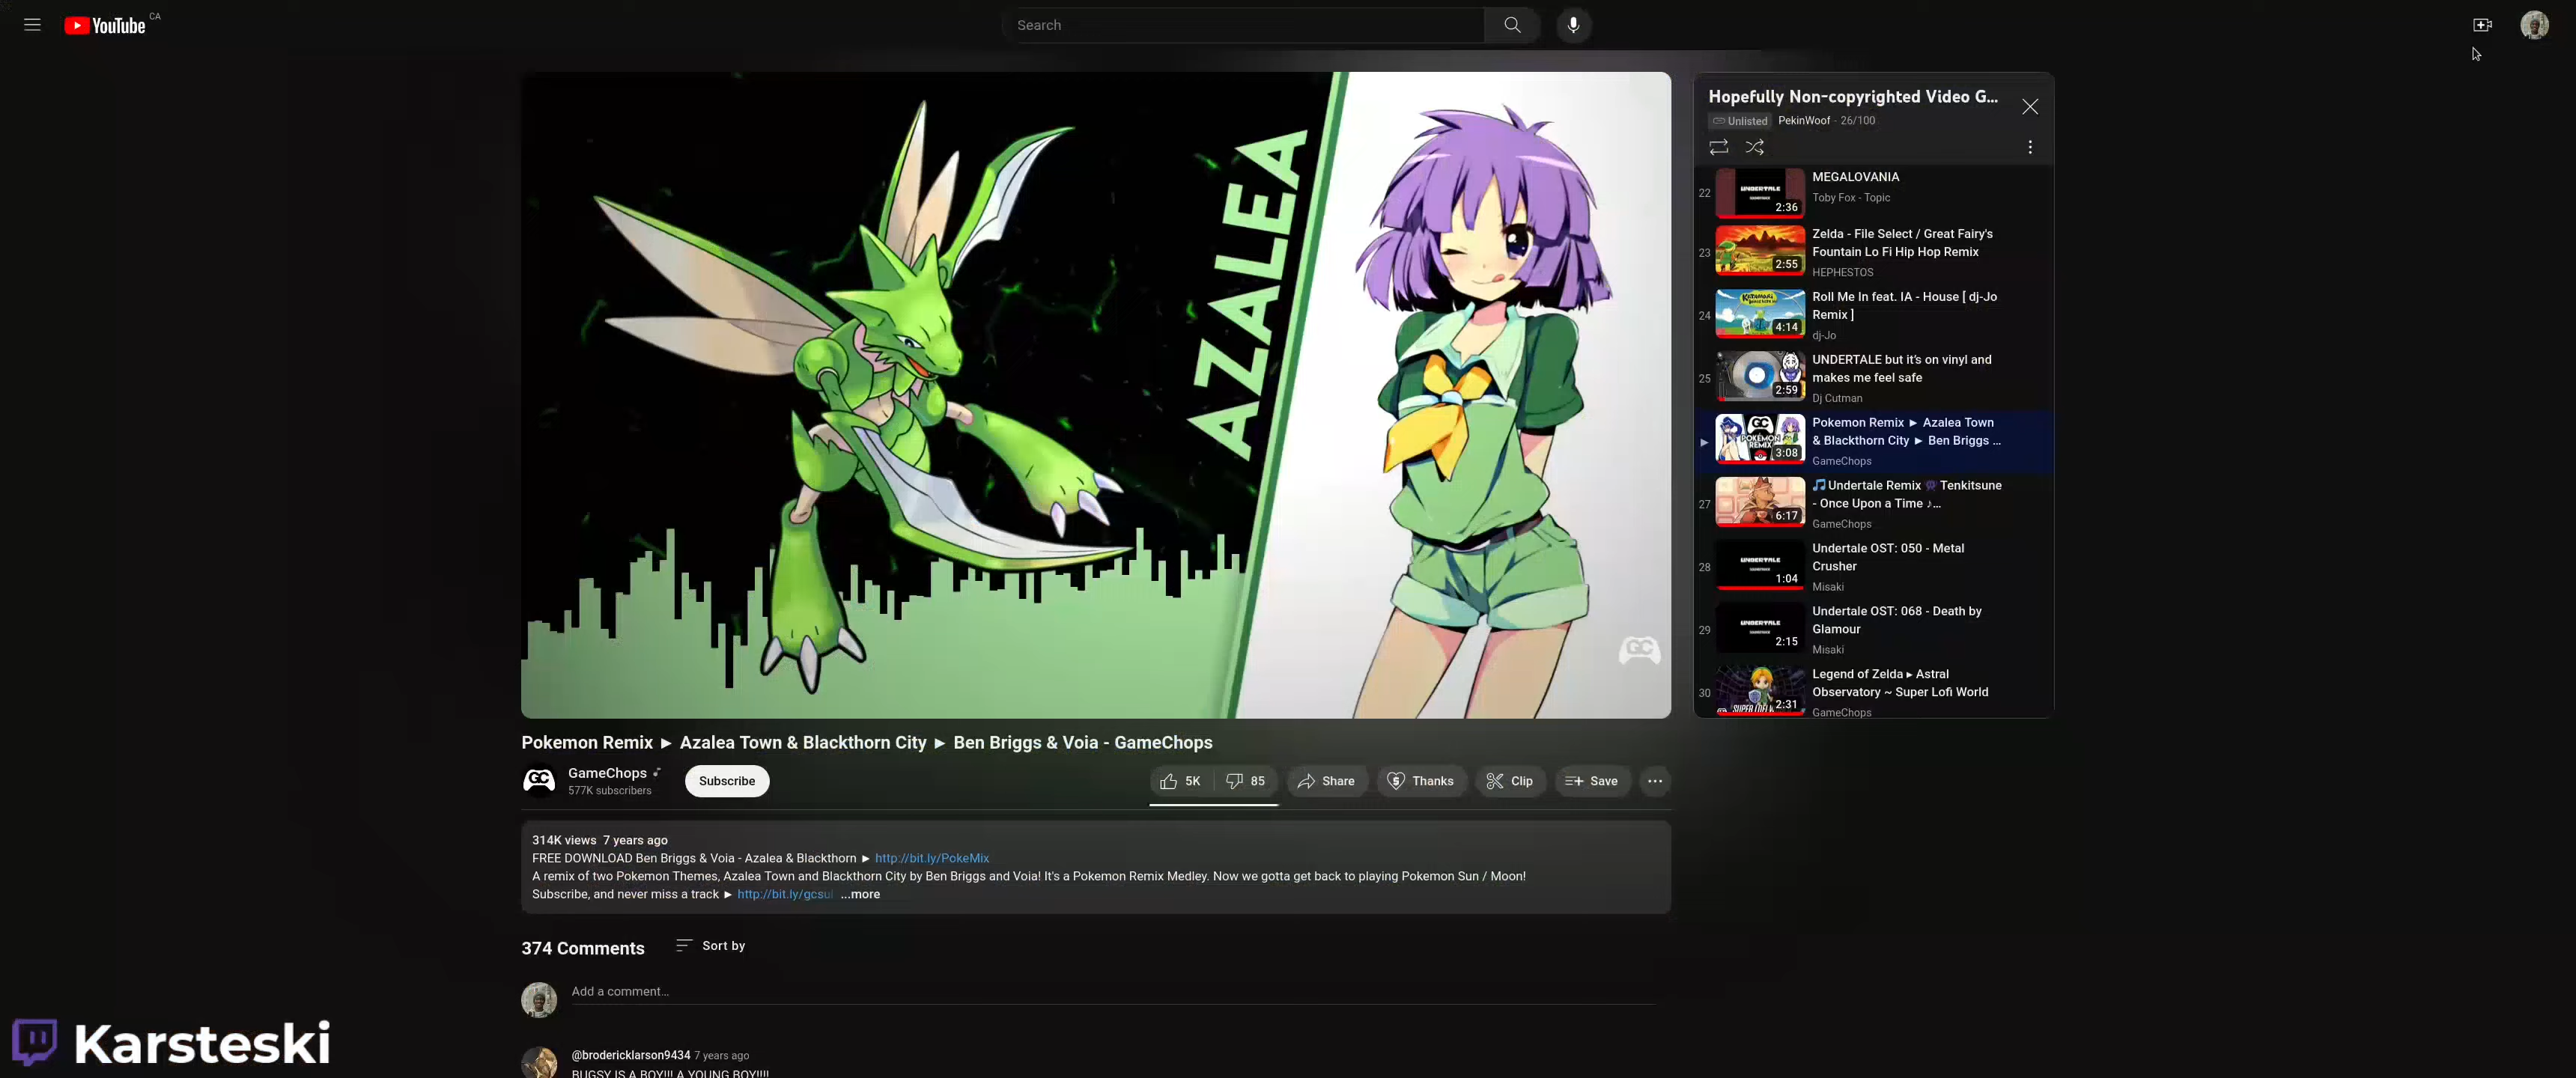 YouTube CA
Search
AZALEA
GC
Hopefully Non-copyrighted Video G...
Unlisted PekinWoof - 26/100
22
MEGALOVANIA
Toby Fox - Topic
UNDERTALE
2:36
23
Zelda - File Select / Great Fairy's
Fountain Lo Fi Hip Hop Remix
HEPHESTOS
2:55
24
Roll Me In feat. IA - House [ dj-Jo
Remix ]
dj-Jo
KATAMARI
4:14
25
UNDERTALE but it's on vinyl and
makes me feel safe
Dj Cutman
2:59
▶
Pokemon Remix ► Azalea Town
& Blackthorn City ► Ben Briggs ...
GameChops
POKÉMON
REMIX
3:08
27
🎵Undertale Remix 👾Tenkitsune
- Once Upon a Time ♪...
GameChops
6:17
28
Undertale OST: 050 - Metal
Crusher
Misaki
UNDERTALE
1:04
29
Undertale OST: 068 - Death by
Glamour
Misaki
UNDERTALE
2:15
30
Legend of Zelda ▸ Astral
Observatory ~ Super Lofi World
GameChops
2:31
Pokemon Remix ► Azalea Town & Blackthorn City ► Ben Briggs & Voia - GameChops
GC
GameChops
577K subscribers
Subscribe
5K 85 Share Thanks Clip Save ...
314K views 7 years ago
FREE DOWNLOAD Ben Briggs & Voia - Azalea & Blackthorn ► http://bit.ly/PokeMix
A remix of two Pokemon Themes, Azalea Town and Blackthorn City by Ben Briggs and Voia! It's a Pokemon Remix Medley. Now we gotta get back to playing Pokemon Sun / Moon!
Subscribe, and never miss a track ► http://bit.ly/gcsu ...more
374 Comments Sort by
Add a comment...
@brodericklarson9434 7 years ago
BUGSY IS A BOY!!! A YOUNG BOY!!!!
Karsteski